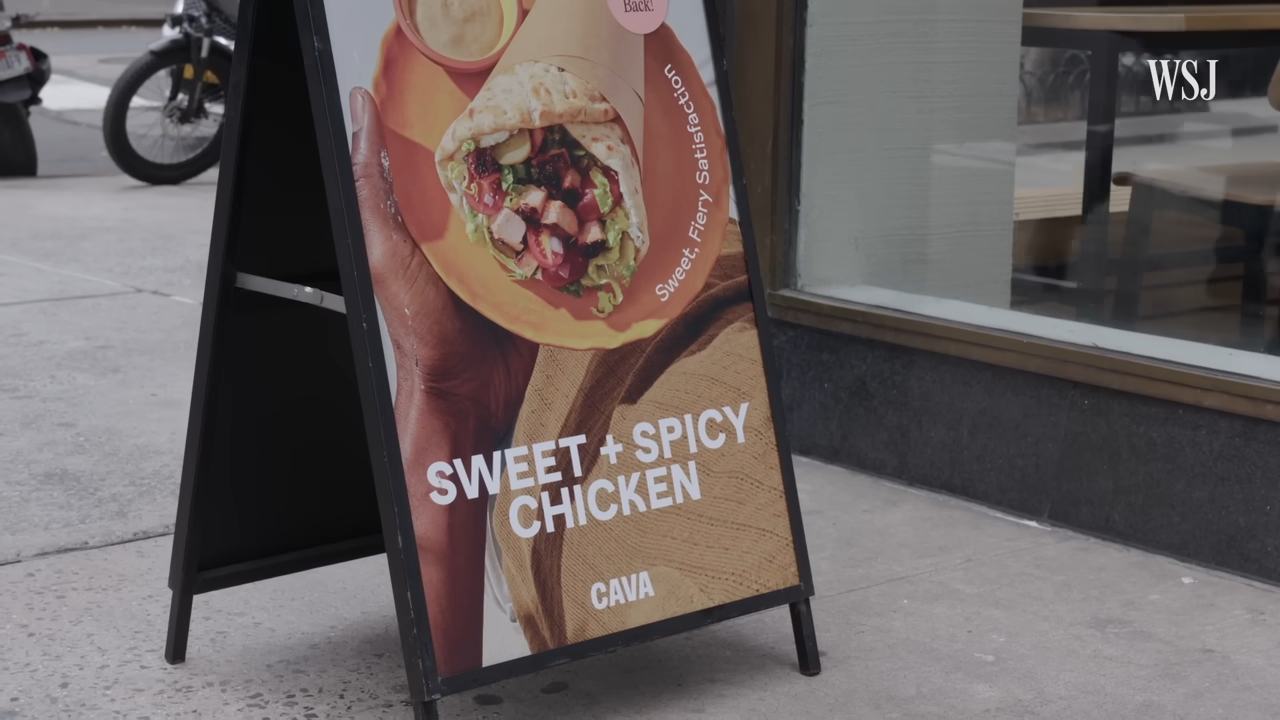 Back!
WSJ
Sweet, Fiery Satisfaction
SWEET + SPICY
CHICKEN
CAVA